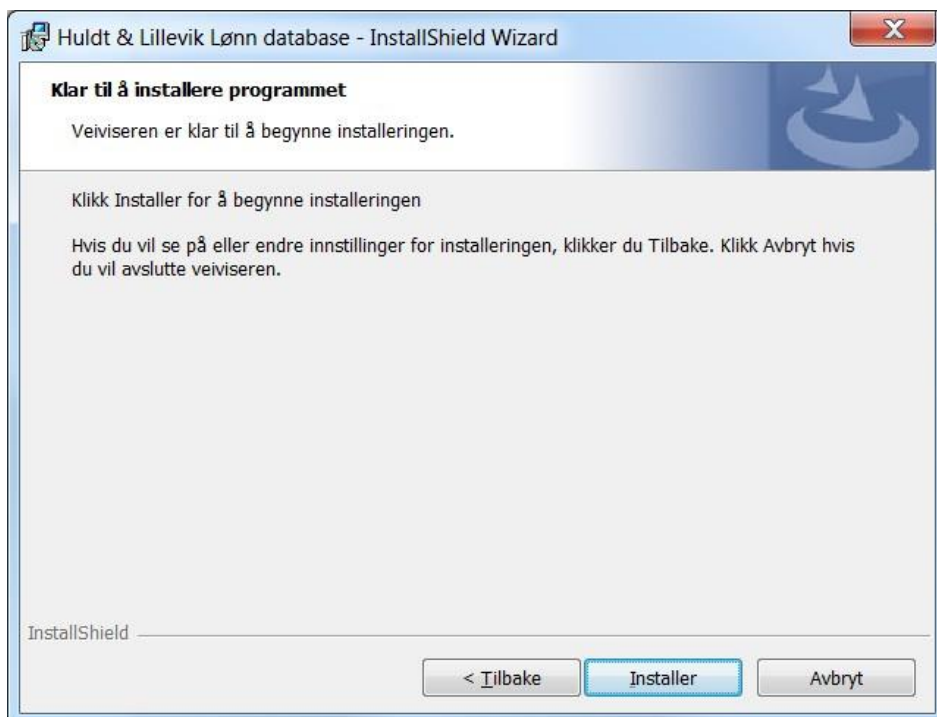 Huldt & Lillevik Lønn database - InstallShield Wizard
Klar til å installere programmet
Veiviseren er klar til å begynne installeringen.
Klikk Installer for å begynne installeringen
Hvis du vil se på eller endre innstillinger for installeringen, klikker du Tilbake. Klikk Avbryt hvis
du vil avslutte veiviseren.
InstallShield
< Tilbake
Installer
Avbryt